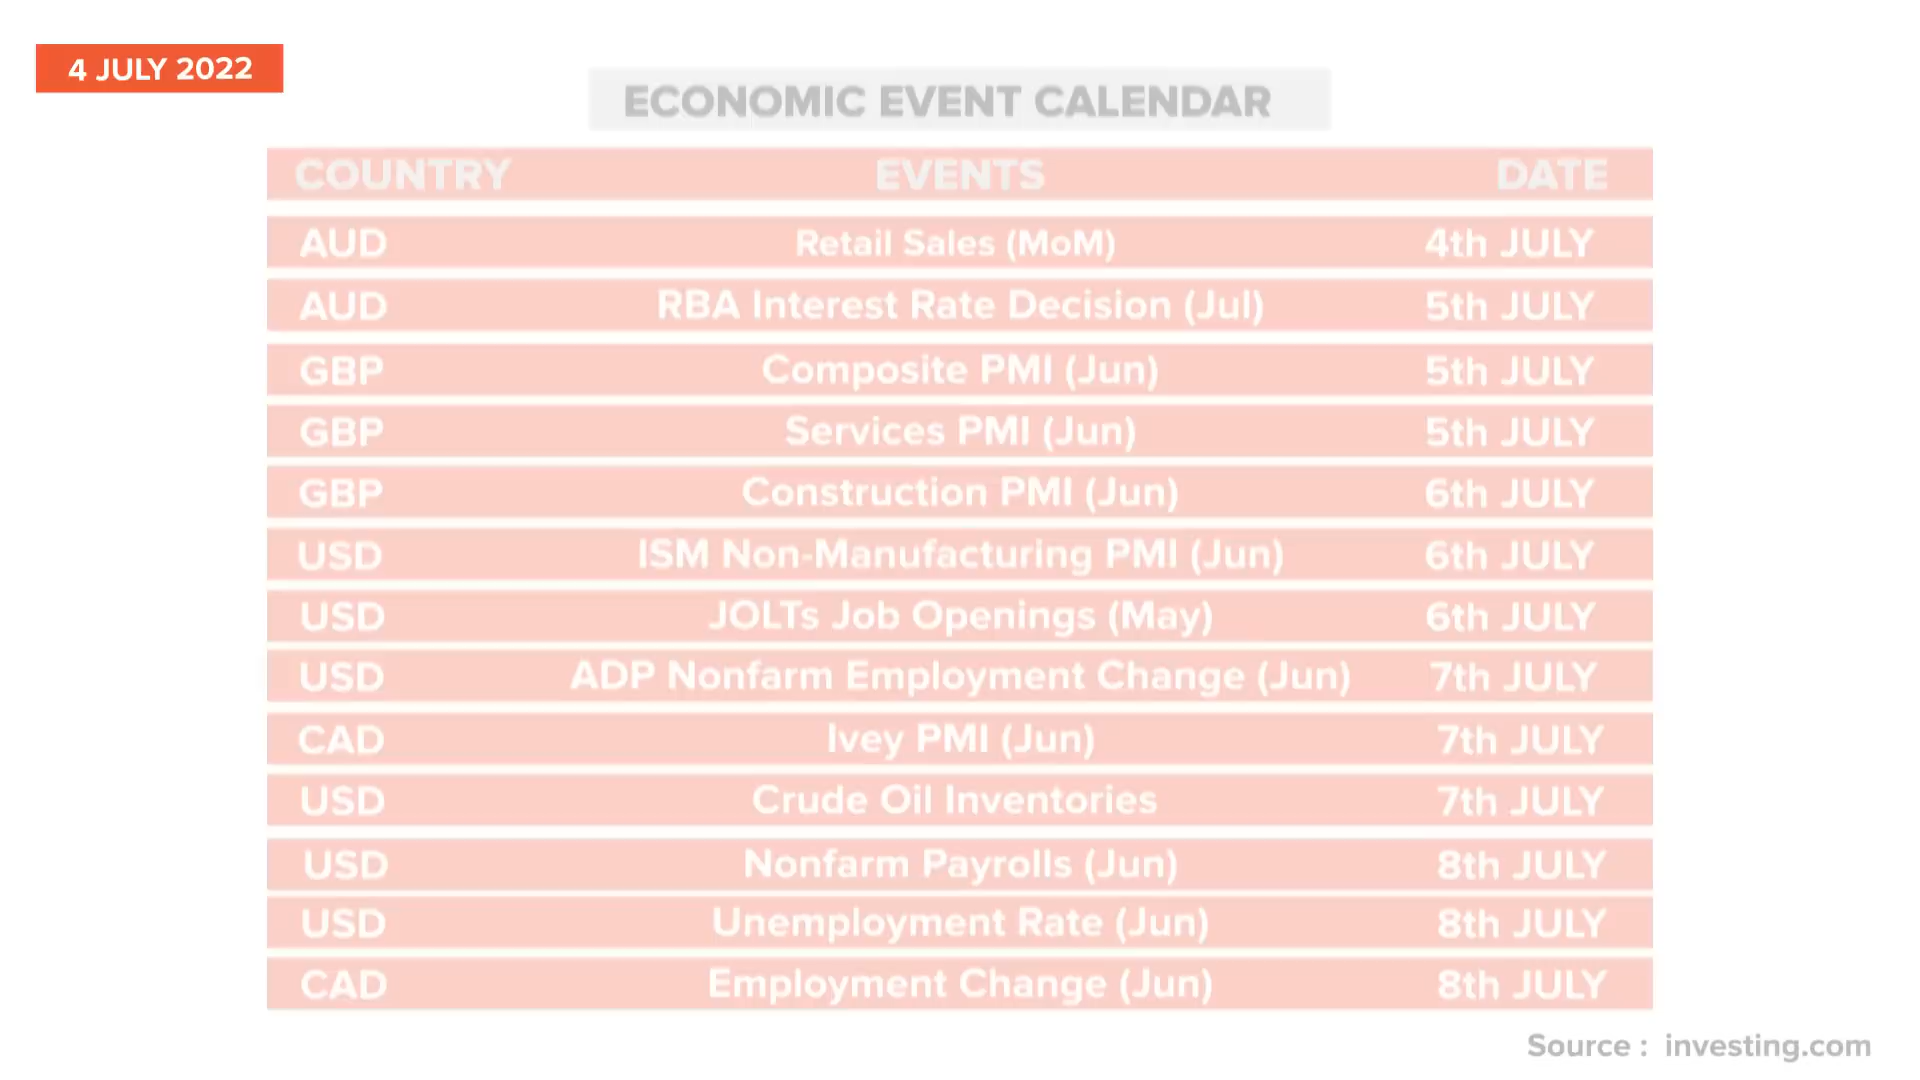 4 JULY 2022
ECONOMIC EVENT CALENDAR
COUNTRY EVENTS DATE
AUD Retail Sales (MoM) 4th JULY
AUD RBA Interest Rate Decision (Jul) 5th JULY
GBP Composite PMI (Jun) 5th JULY
GBP Services PMI (Jun) 5th JULY
GBP Construction PMI (Jun) 6th JULY
USD ISM Non-Manufacturing PMI (Jun) 6th JULY
USD JOLTs Job Openings (May) 6th JULY
USD ADP Nonfarm Employment Change (Jun) 7th JULY
CAD Ivey PMI (Jun) 7th JULY
USD Crude Oil Inventories 7th JULY
USD Nonfarm Payrolls (Jun) 8th JULY
USD Unemployment Rate (Jun) 8th JULY
CAD Employment Change (Jun) 8th JULY
Source : investing.com